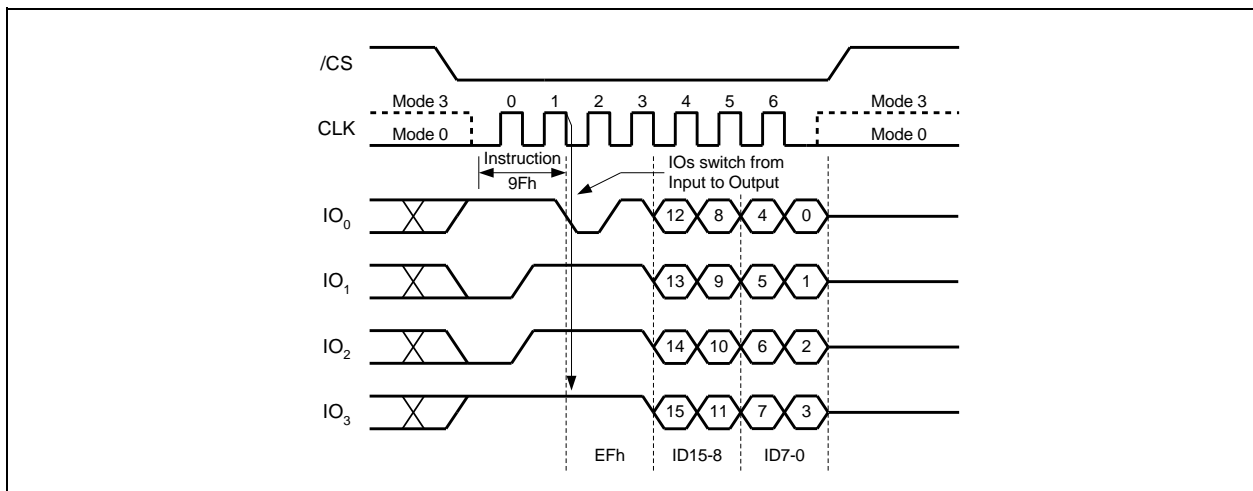 /CS
Mode 3 0 1 2 3 4 5 6 Mode 3
CLK
Mode 0 Mode 0
Instruction
9Fh
IOs switch from
Input to Output
IO0 12 8 4 0
IO1 13 9 5 1
IO2 14 10 6 2
IO3 15 11 7 3
EFh ID15-8 ID7-0